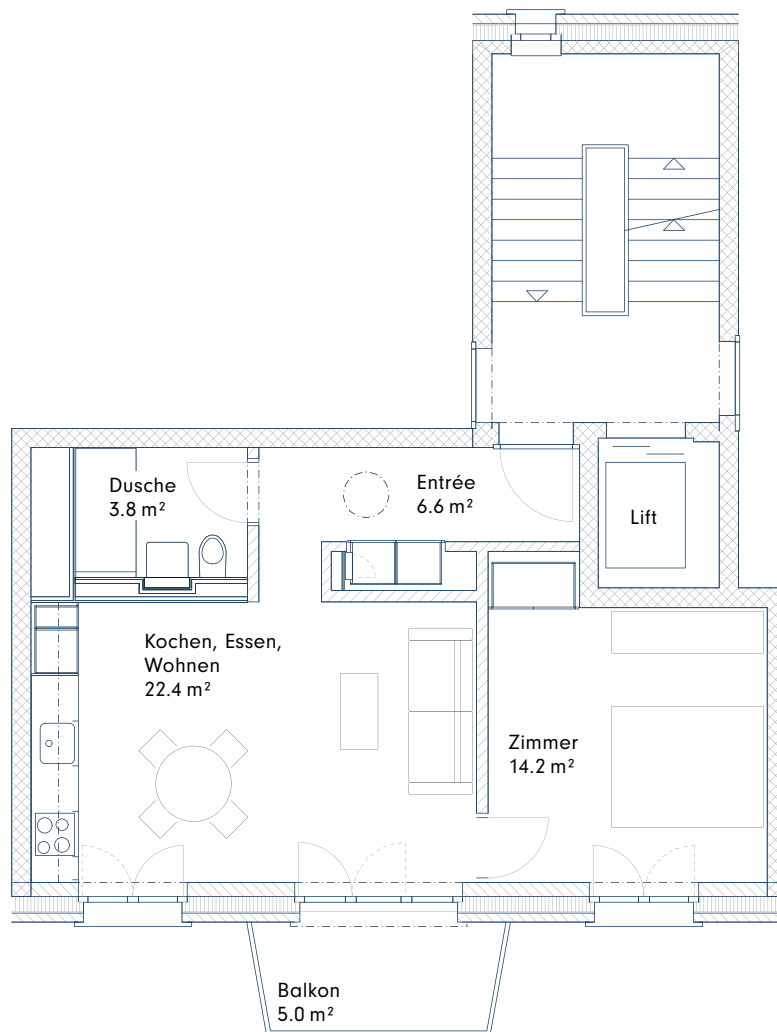 Dusche
3.8 m²
Entrée
6.6 m²
Lift
Kochen, Essen,
Wohnen
22.4 m²
Zimmer
14.2 m²
Balkon
5.0 m²